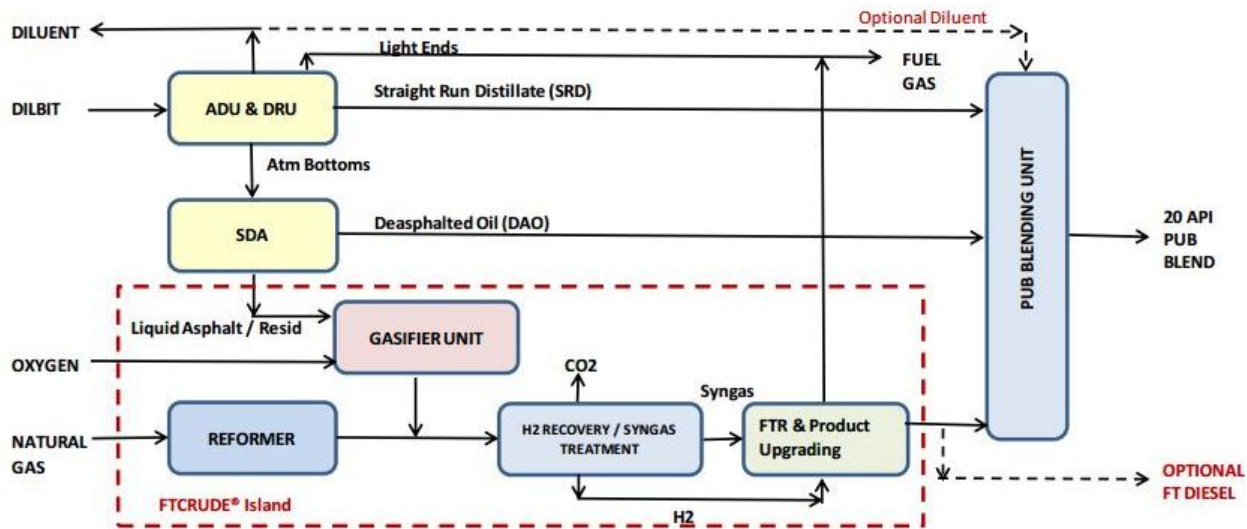 Optional Diluent
DILUENT
Light Ends
FUEL
GAS
Straight Run Distillate (SRD)
DILBIT
ADU & DRU
Atm Bottoms
PUB BLENDING UNIT
SDA
Deasphalted Oil (DAO)
20 API
PUB
BLEND
Liquid Asphalt / Resid
GASIFIER UNIT
OXYGEN
CO2
Syngas
NATURAL
GAS
REFORMER
H2 RECOVERY / SYNGAS
TREATMENT
FTR & Product
Upgrading
OPTIONAL
FT DIESEL
FTCRUDE® Island
H2